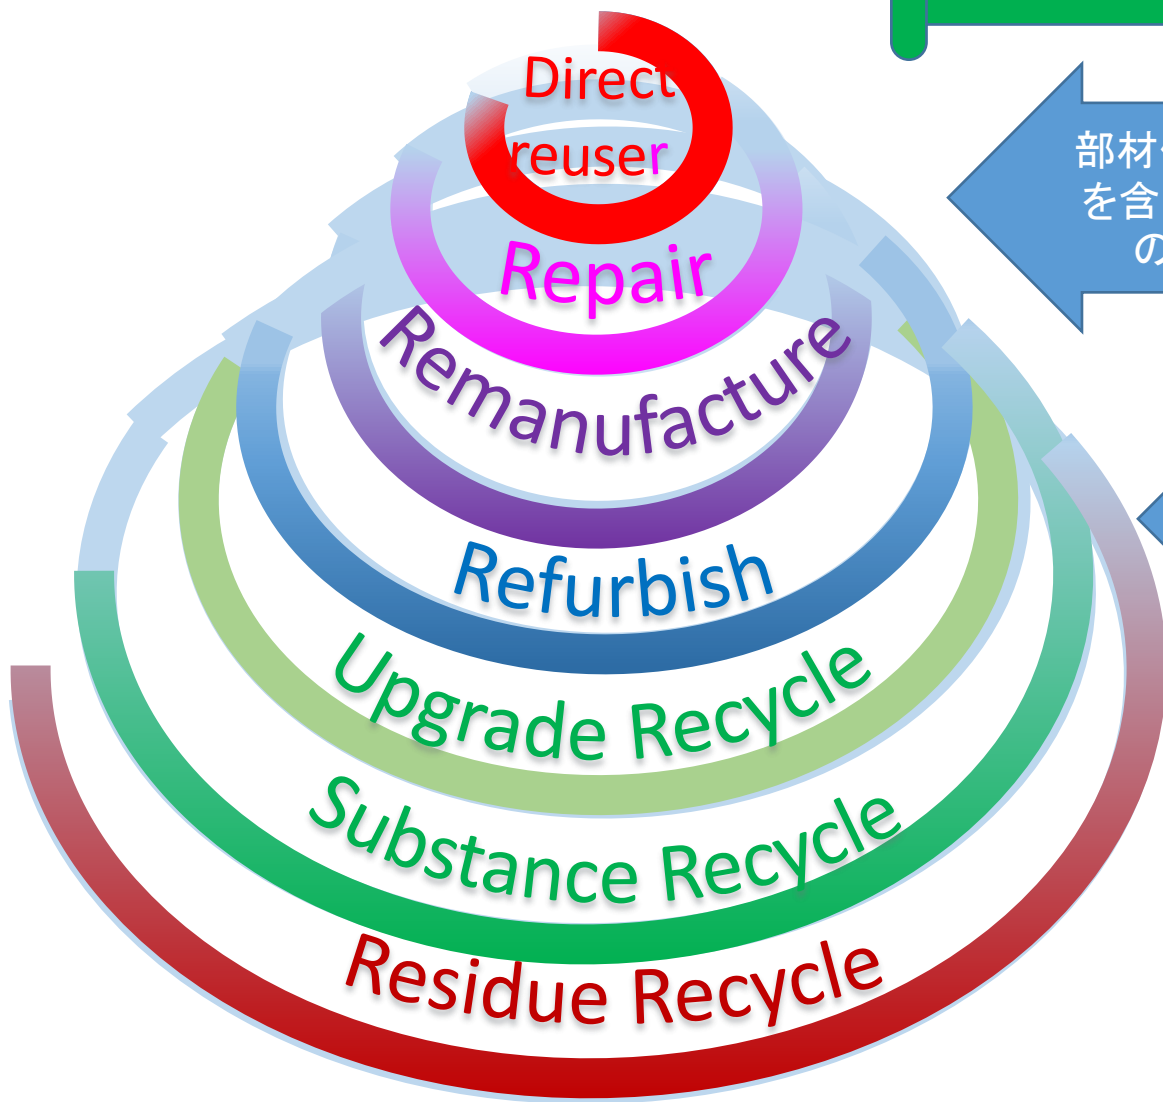 Direct
reuser
部材
を含
の
Repair
Remanufacture
Refurbish
Upgrade Recycle
Substance Recycle
Residue Recycle